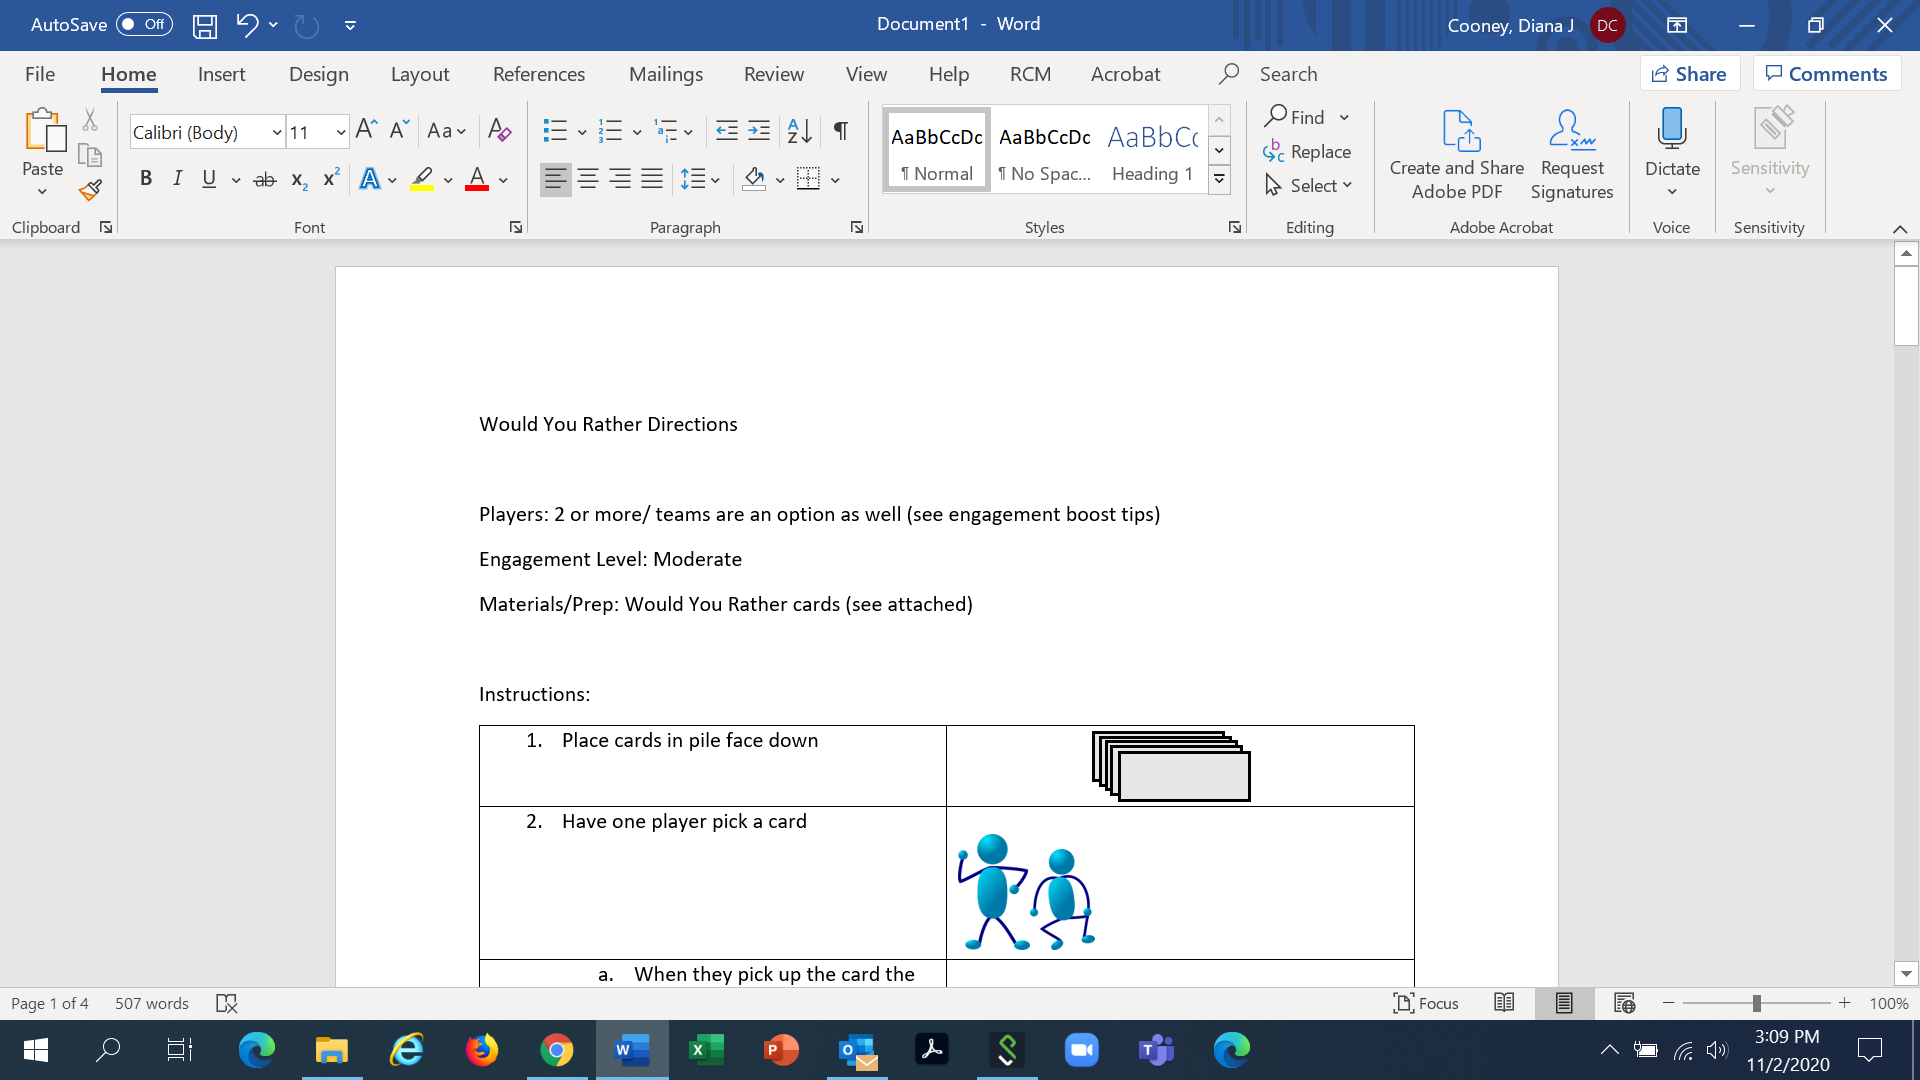 AutoSave Off Document1 - Word Cooney, Diana J DC
File Home Insert Design Layout References Mailings Review View Help RCM Acrobat Search Share Comments
Paste
Calibri (Body) 11
Aa
AaBbCcDc AaBbCcDc AaBbCc
¶ Normal ¶ No Spac... Heading 1
Find
Replace
Select
Create and Share Adobe PDF
Request Signatures
Dictate
Sensitivity
Clipboard Font Paragraph Styles Editing Adobe Acrobat Voice Sensitivity
Would You Rather Directions
Players: 2 or more/ teams are an option as well (see engagement boost tips)
Engagement Level: Moderate
Materials/Prep: Would You Rather cards (see attached)
Instructions:
1. Place cards in pile face down
2. Have one player pick a card
a. When they pick up the card the
Page 1 of 4 507 words Focus 100%
3:09 PM
11/2/2020